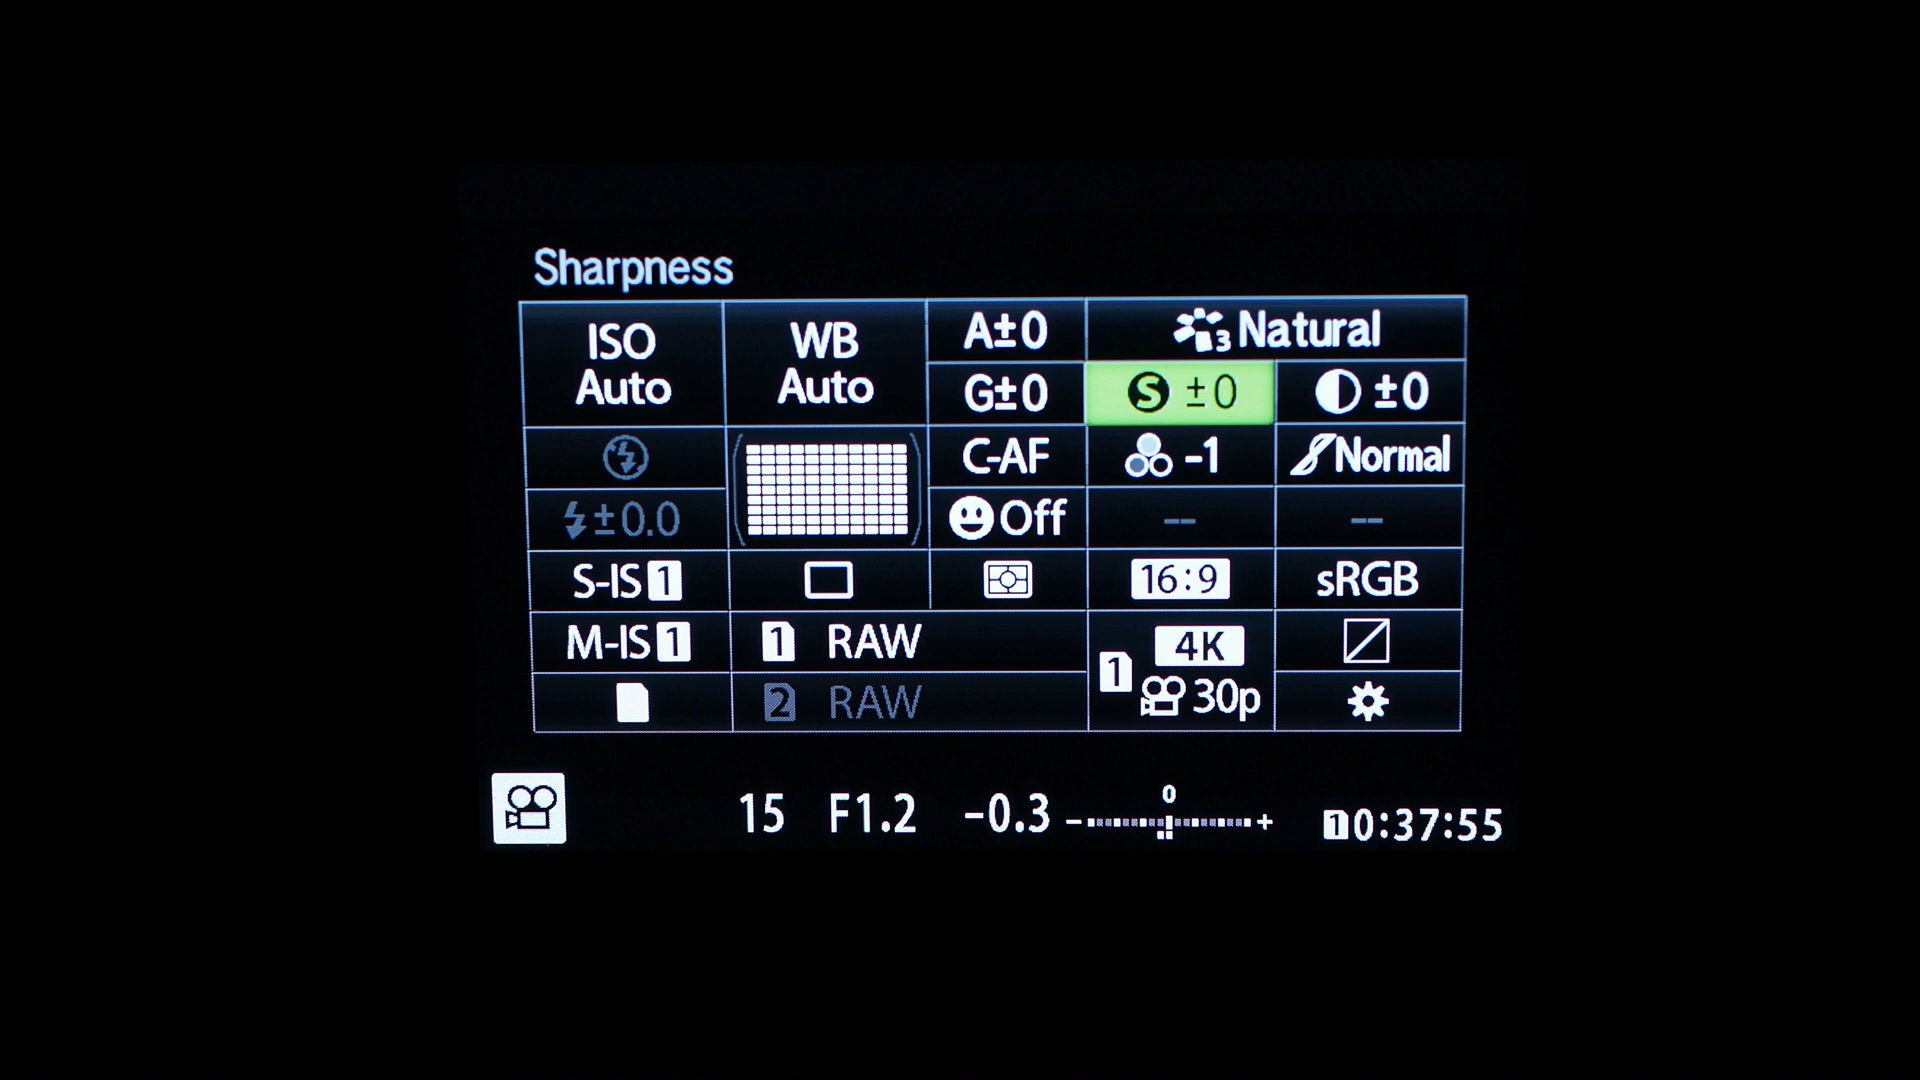 Sharpness
ISO Auto
WB Auto
A±0
3 Natural
G±0
S ±0
±0
C-AF
-1
Normal
±0.0
Off
--
--
S-IS 1
16:9
sRGB
M-IS 1
1 RAW
1 4K 30p
2 RAW
15 F1.2 -0.3 - 0 + 1 0:37:55